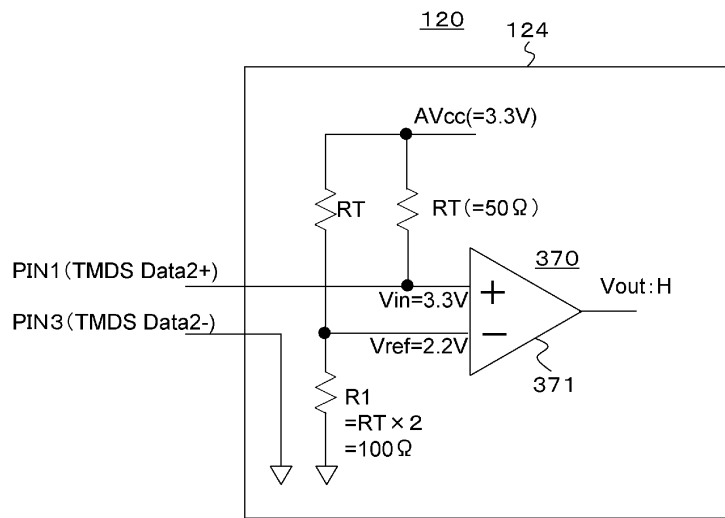 120
124
AVcc(=3.3V)
RT
RT(=50Ω)
PIN1(TMDS Data2+)
370
Vout:H
Vin=3.3V
+
PIN3(TMDS Data2-)
−
Vref=2.2V
371
R1
=RT×2
=100Ω